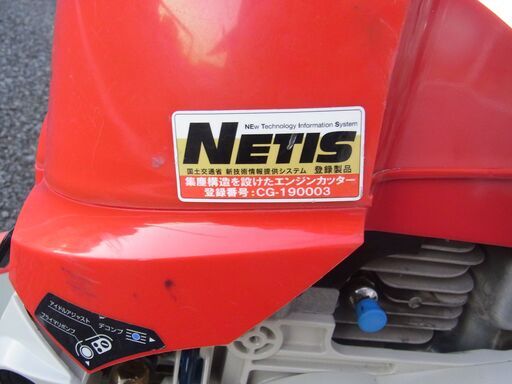 NEw Technology Information System
NETIS
国土交通省 新技術情報提供システム 登録製品
集塵構造を設けたエンジンカッター
登録番号:CG-190003
アイドルアジャスト
デコンプ
プライマリポンプ